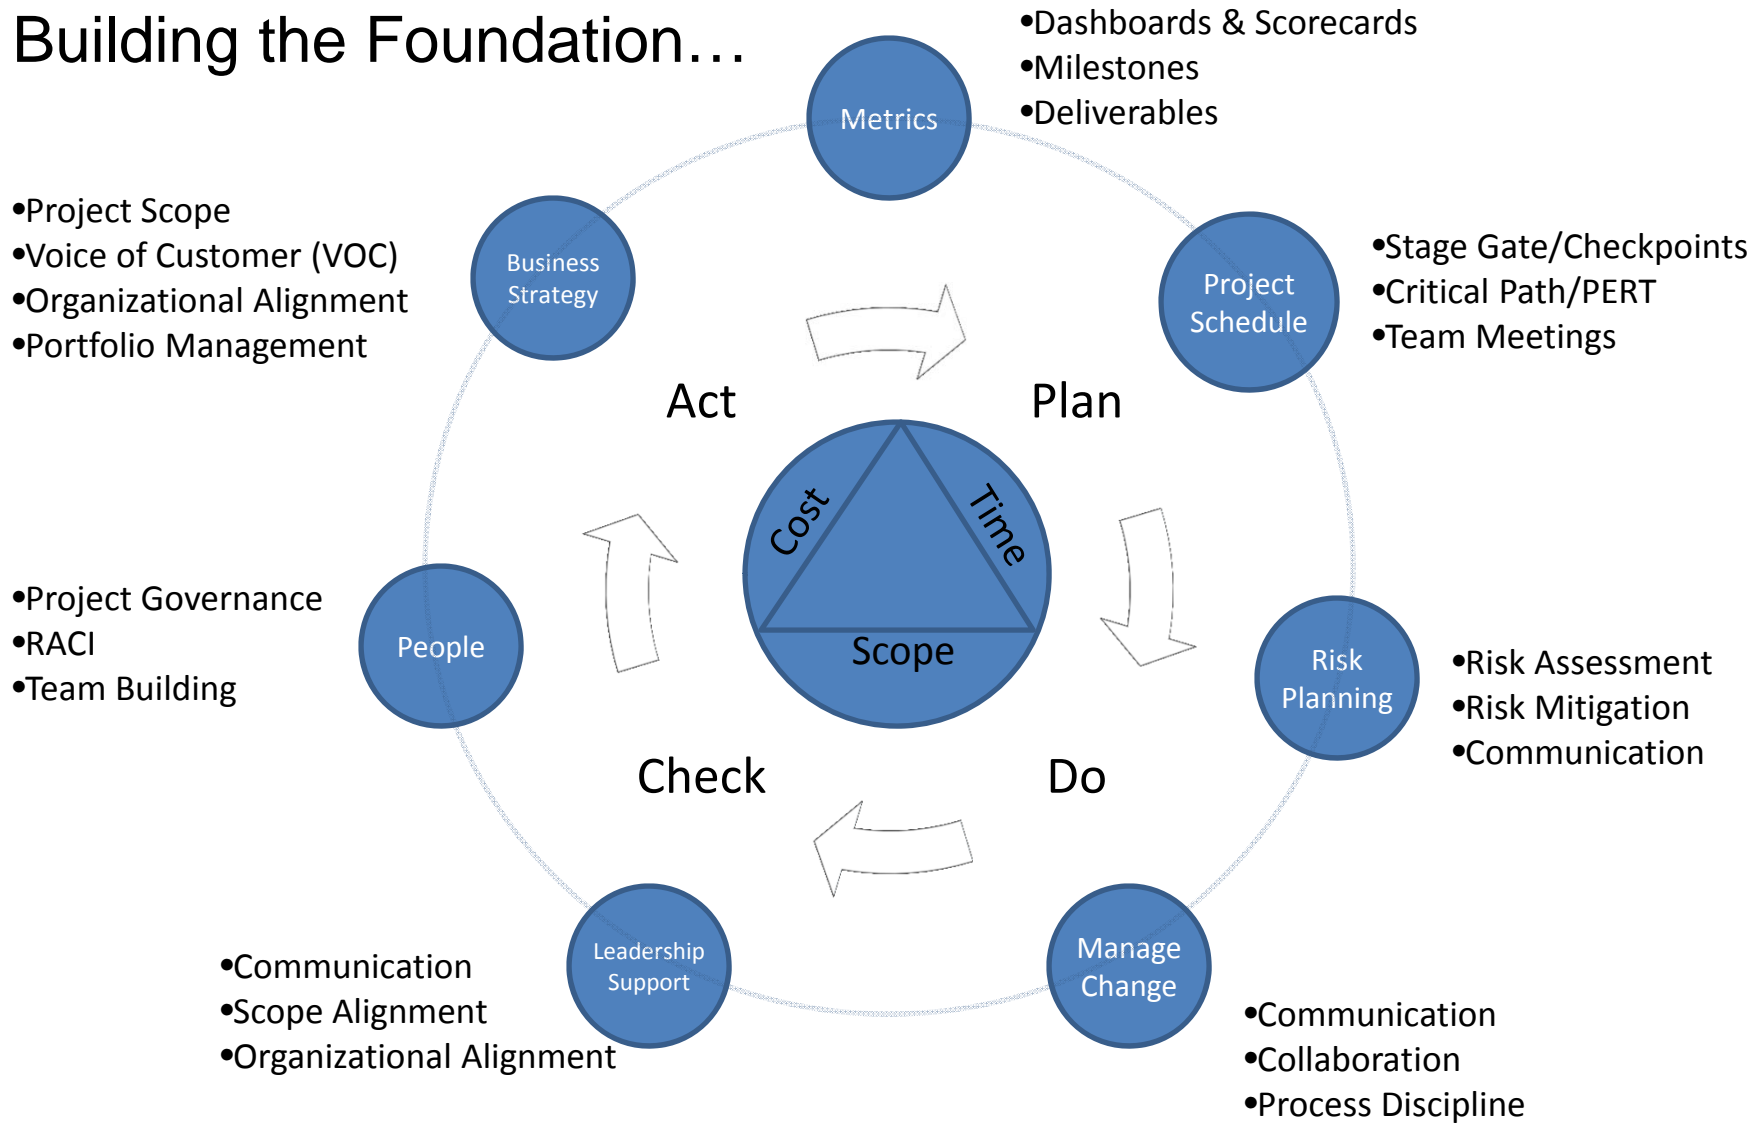 Building the Foundation…
•Dashboards & Scorecards
•Milestones
•Deliverables
Metrics
•Project Scope
•Voice of Customer (VOC)
•Organizational Alignment
•Portfolio Management
Business
Strategy
Project
Schedule
•Stage Gate/Checkpoints
•Critical Path/PERT
•Team Meetings
Act
Plan
Cost
Time
Scope
•Project Governance
•RACI
•Team Building
People
Risk
Planning
•Risk Assessment
•Risk Mitigation
•Communication
Check
Do
Leadership
Support
•Communication
•Scope Alignment
•Organizational Alignment
Manage
Change
•Communication
•Collaboration
•Process Discipline